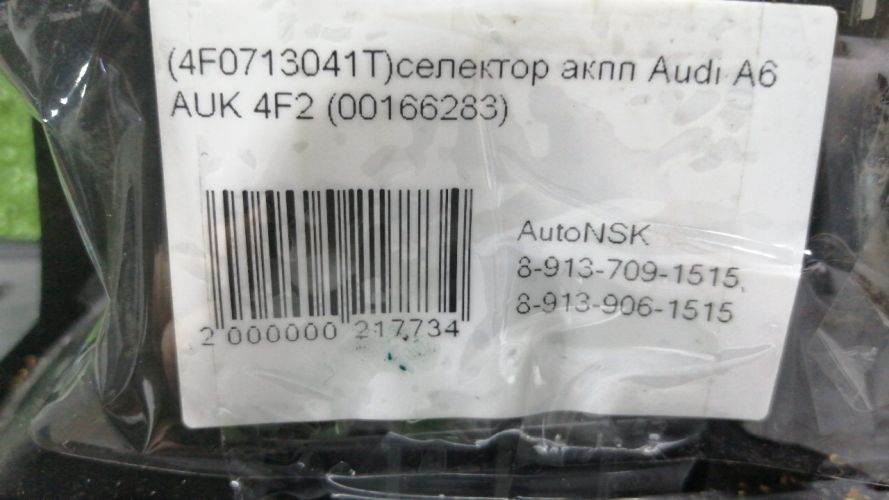 (4F0713041T)селектор акпп Audi A6
AUK 4F2 (00166283)
AutoNSK
8-913-709-1515,
8-913-906-1515
2 000000 217734